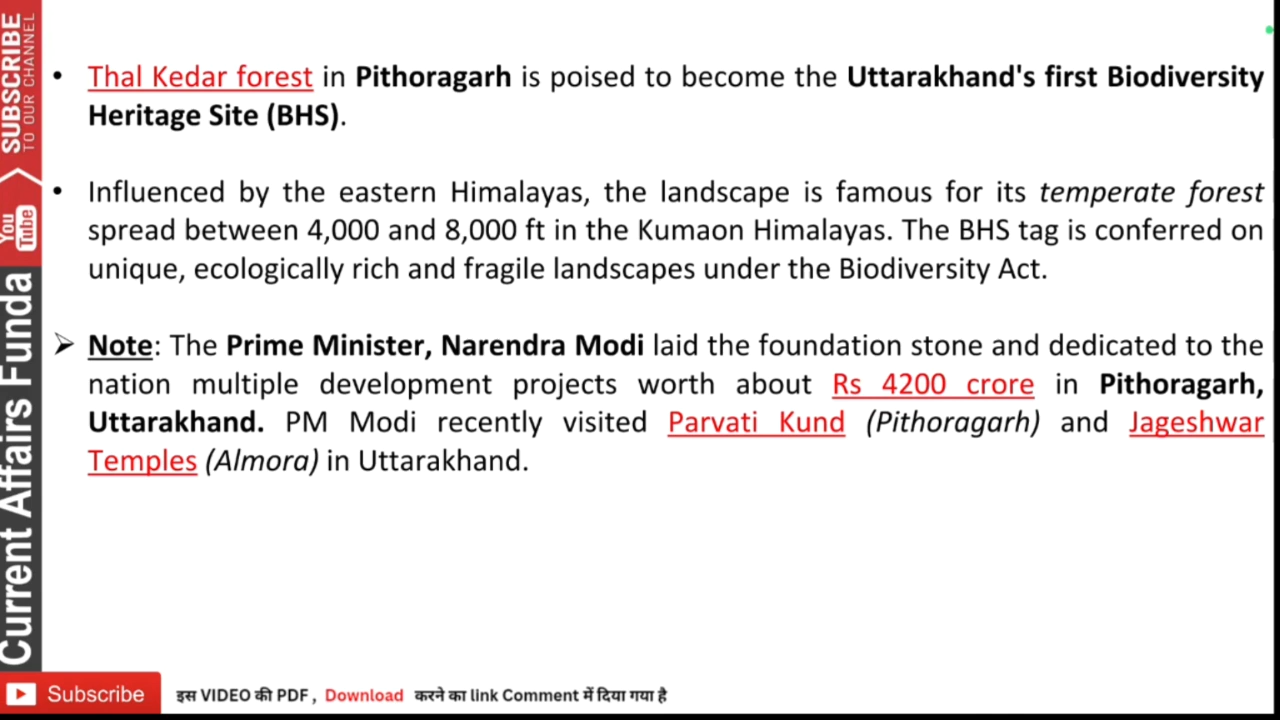 SUBSCRIBE
TO OUR CHANNEL
You Tube
Current Affairs Funda
• Thal Kedar forest in Pithoragarh is poised to become the Uttarakhand's first Biodiversity
Heritage Site (BHS).
• Influenced by the eastern Himalayas, the landscape is famous for its temperate forest
spread between 4,000 and 8,000 ft in the Kumaon Himalayas. The BHS tag is conferred on
unique, ecologically rich and fragile landscapes under the Biodiversity Act.
➢ Note: The Prime Minister, Narendra Modi laid the foundation stone and dedicated to the
nation multiple development projects worth about Rs 4200 crore in Pithoragarh,
Uttarakhand. PM Modi recently visited Parvati Kund (Pithoragarh) and Jageshwar
Temples (Almora) in Uttarakhand.
Subscribe
इस VIDEO की PDF , Download करने का link Comment में दिया गया है